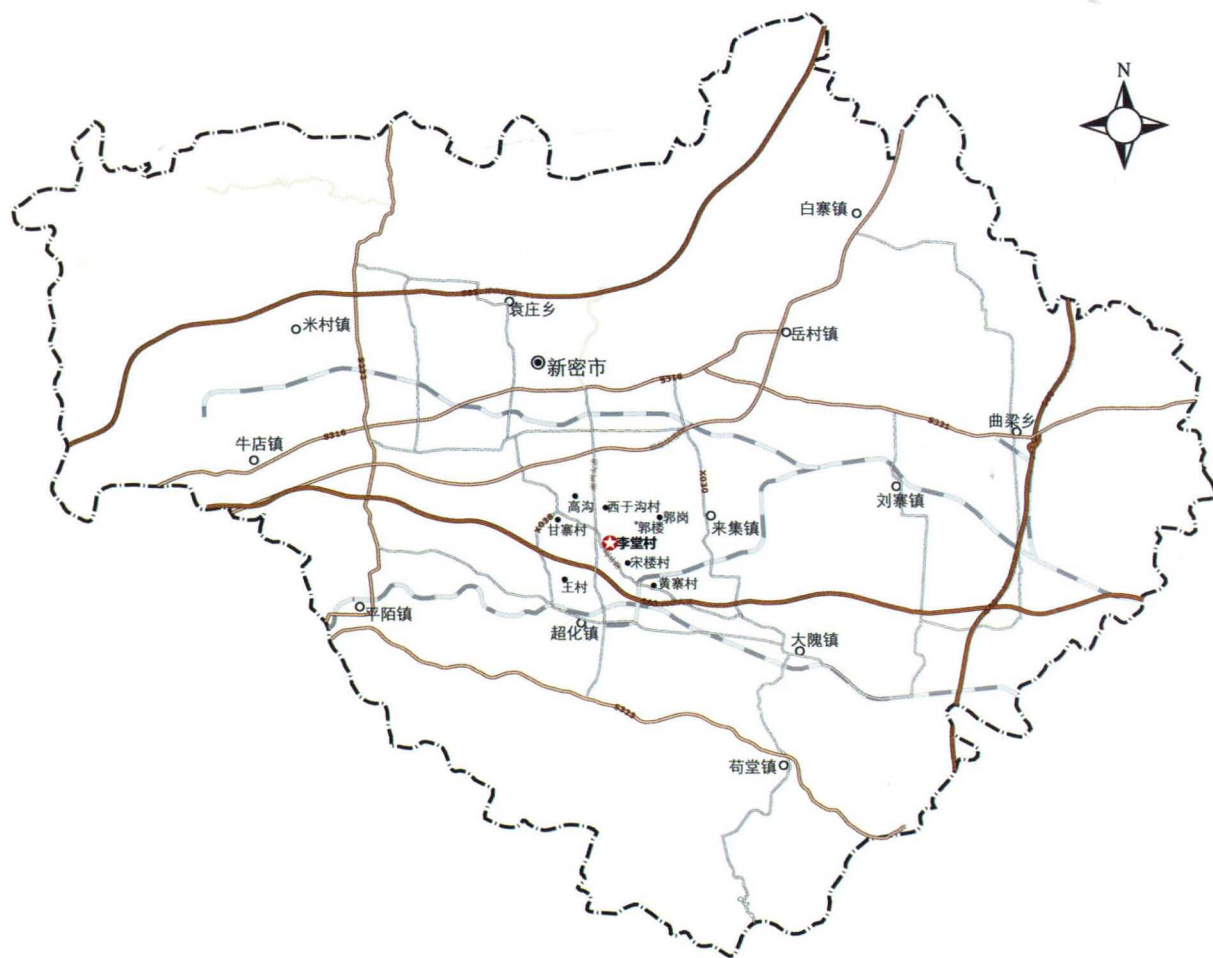 N
白寨镇
袁庄乡
米村镇
岳村镇
新密市
S316
S321
曲梁乡
S316
牛店镇
X030
刘寨镇
高沟
西于沟村
郭岗
来集镇
甘寨村
郭楼
李堂村
宋楼村
王村
黄寨村
平陌镇
超化镇
大隗镇
S323
苟堂镇